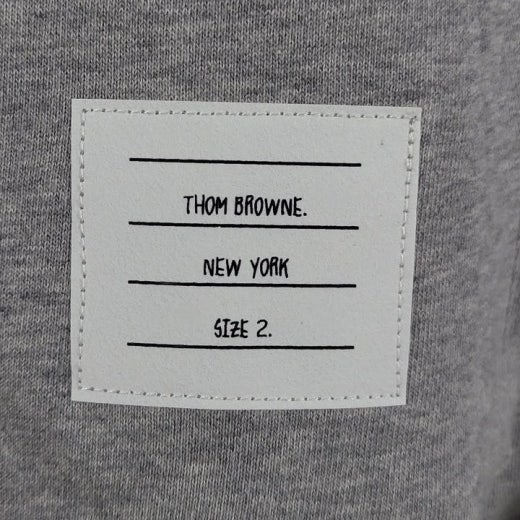 THOM BROWNE.
NEW YORK
SIZE 2.